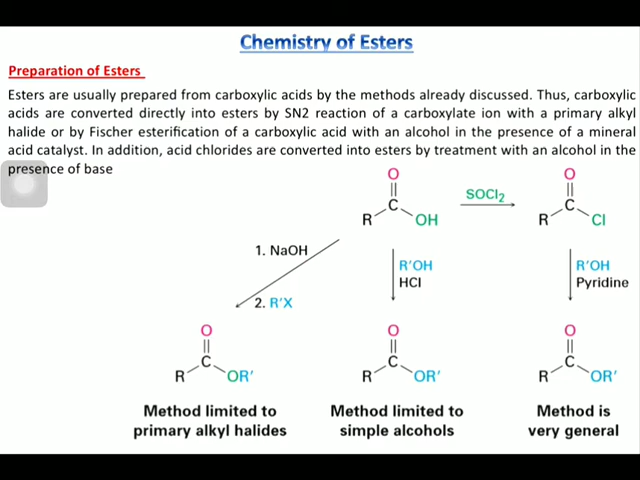 Chemistry of Esters
Preparation of Esters
Esters are usually prepared from carboxylic acids by the methods already discussed. Thus, carboxylic
acids are converted directly into esters by SN2 reaction of a carboxylate ion with a primary alkyl
halide or by Fischer esterification of a carboxylic acid with an alcohol in the presence of a mineral
acid catalyst. In addition, acid chlorides are converted into esters by treatment with an alcohol in the
presence of base
O O
C SOCl₂ C
R OH R Cl
1. NaOH R'OH R'OH
HCl Pyridine
2. R'X
O O O
C C C
R OR' R OR' R OR'
Method limited to Method limited to Method is
primary alkyl halides simple alcohols very general